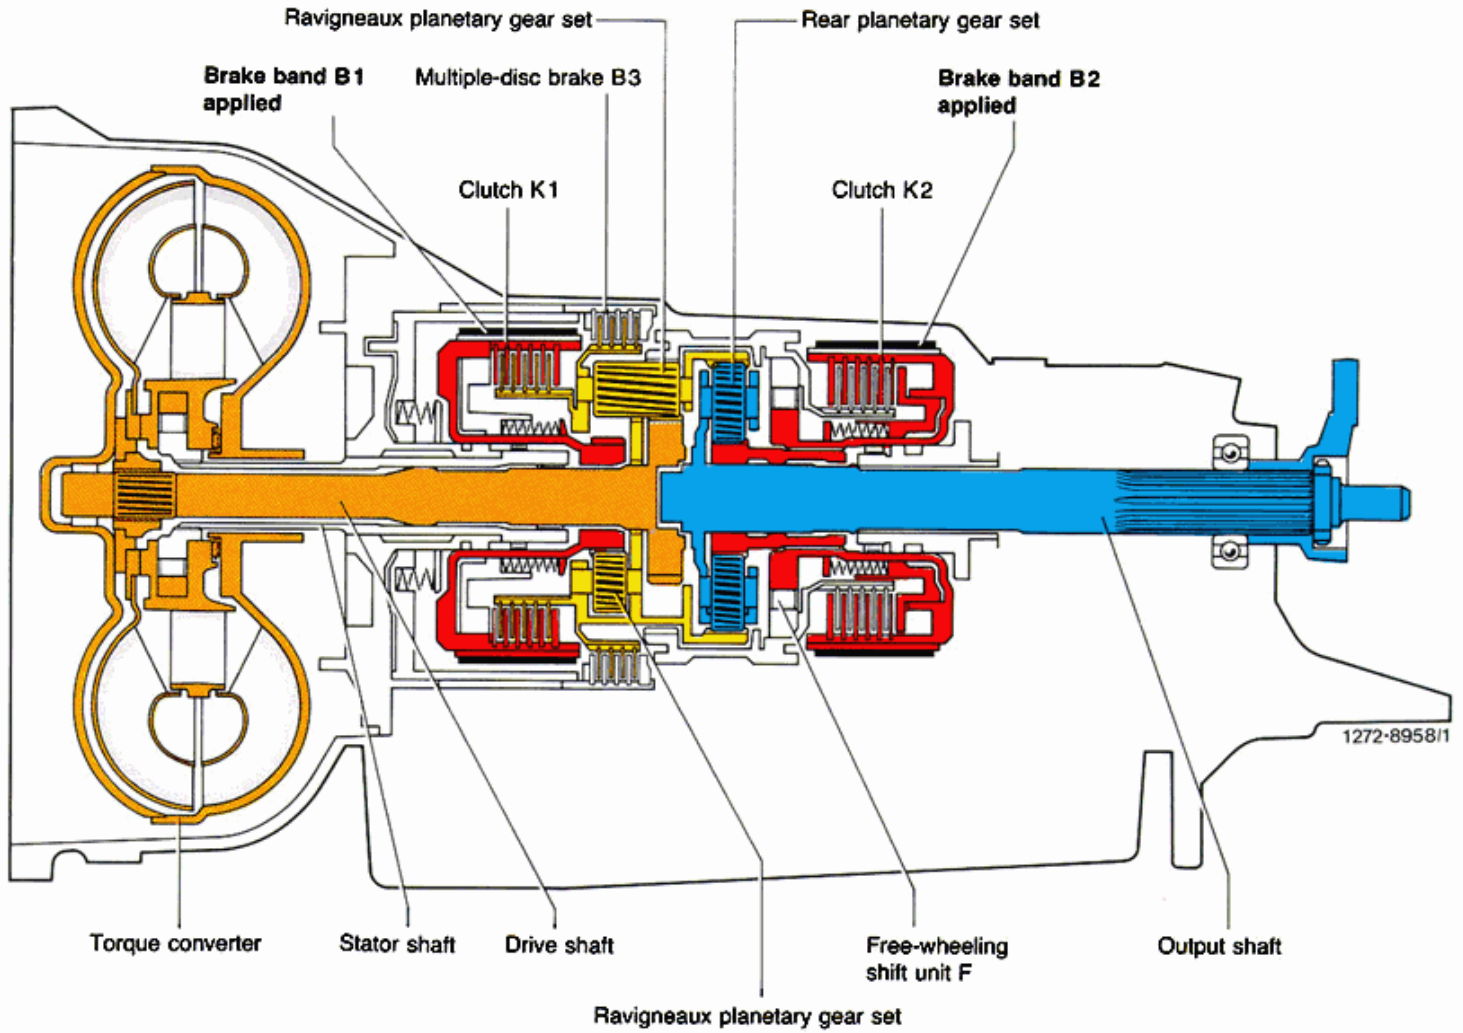 Ravigneaux planetary gear set
Rear planetary gear set
Brake band B1
applied
Multiple-disc brake B3
Brake band B2
applied
Clutch K1
Clutch K2
1272-8958/1
Torque converter
Stator shaft
Drive shaft
Free-wheeling
shift unit F
Output shaft
Ravigneaux planetary gear set